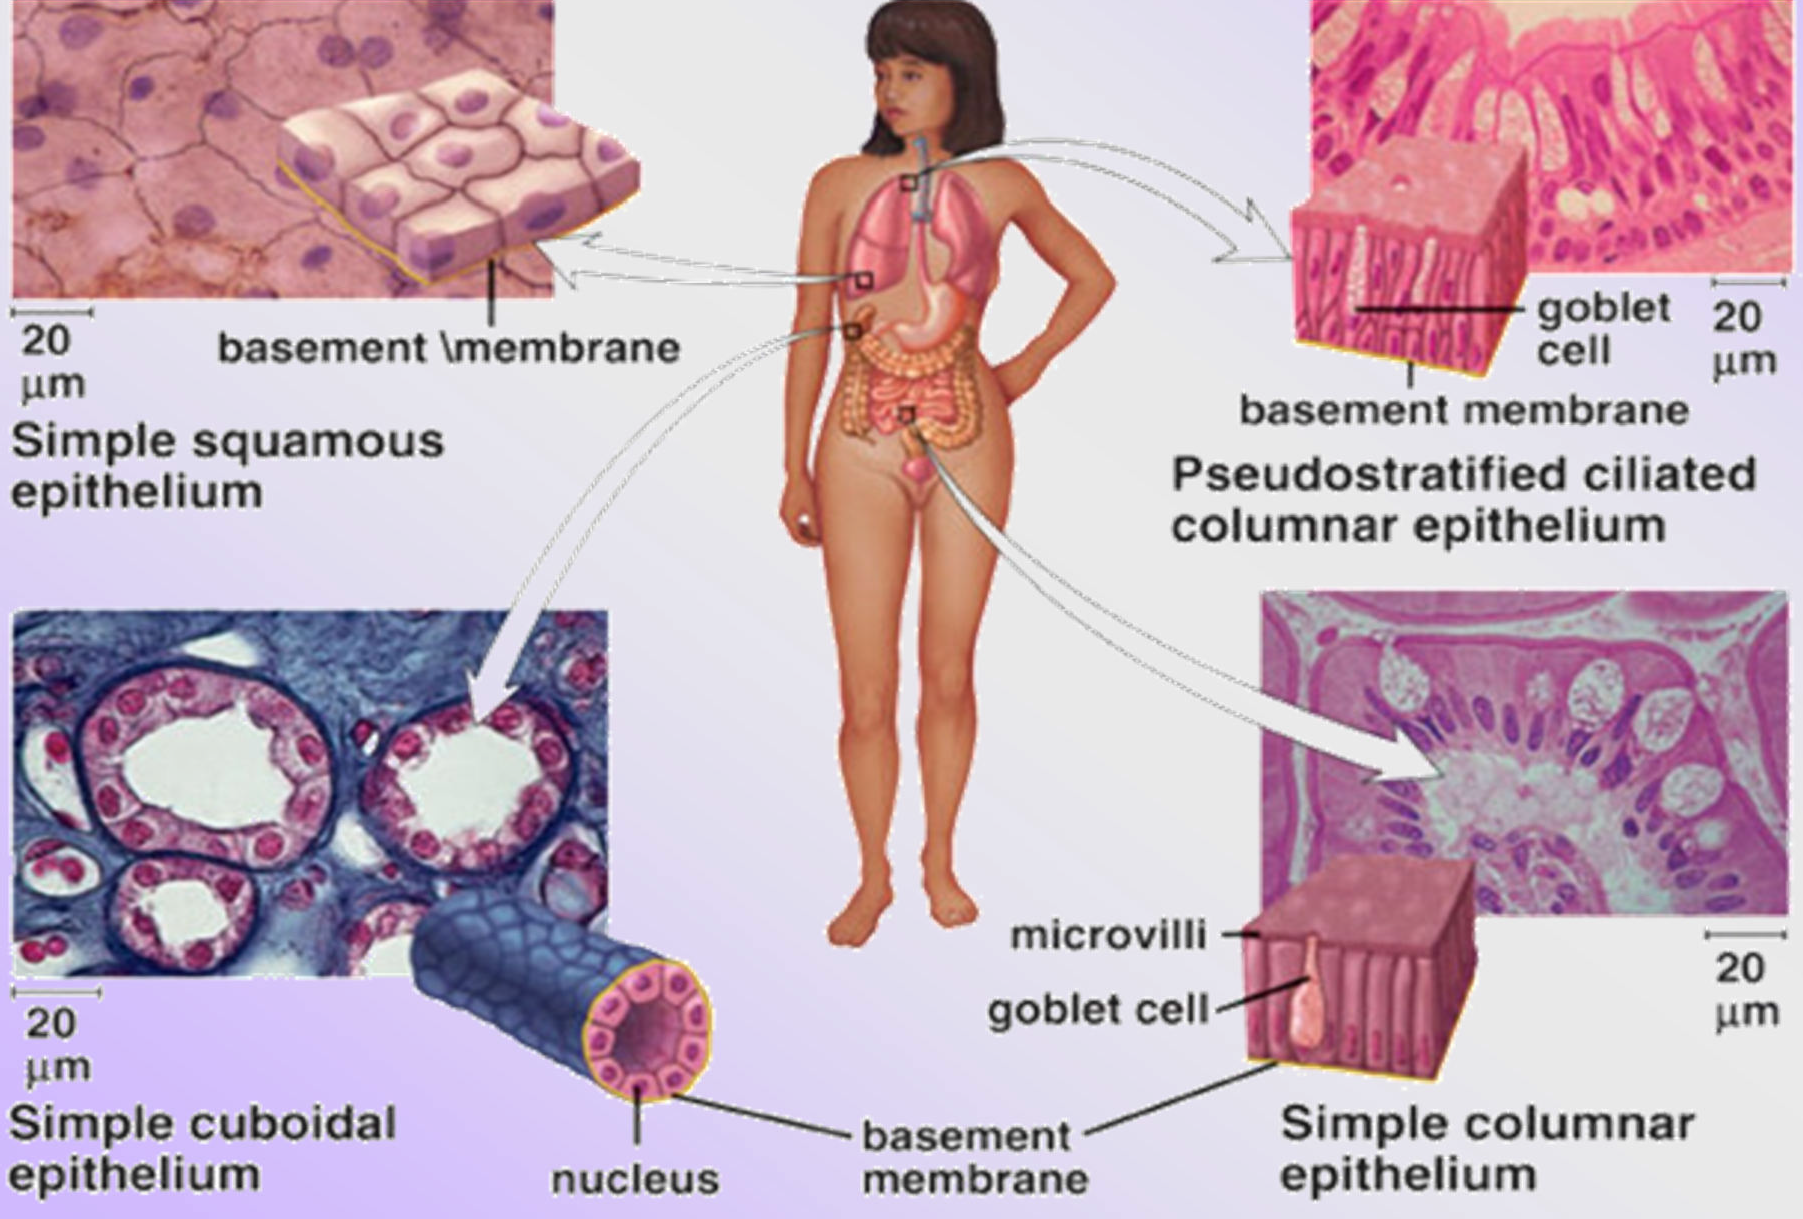 20
μm
basement \membrane
Simple squamous
epithelium
goblet
cell
20
μm
basement membrane
Pseudostratified ciliated
columnar epithelium
20
μm
Simple cuboidal
epithelium
nucleus
basement
membrane
microvilli
goblet cell
20
μm
Simple columnar
epithelium